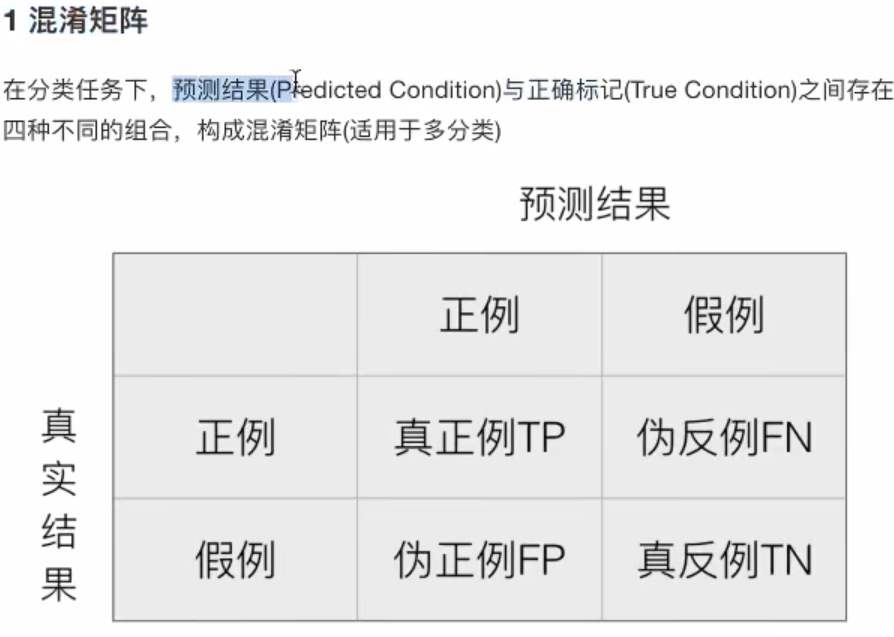 1 混淆矩阵
在分类任务下，预测结果(Predicted Condition)与正确标记(True Condition)之间存在
四种不同的组合，构成混淆矩阵(适用于多分类)
预测结果
正例 假例
真实结果
正例 真正例TP 伪反例FN
假例 伪正例FP 真反例TN